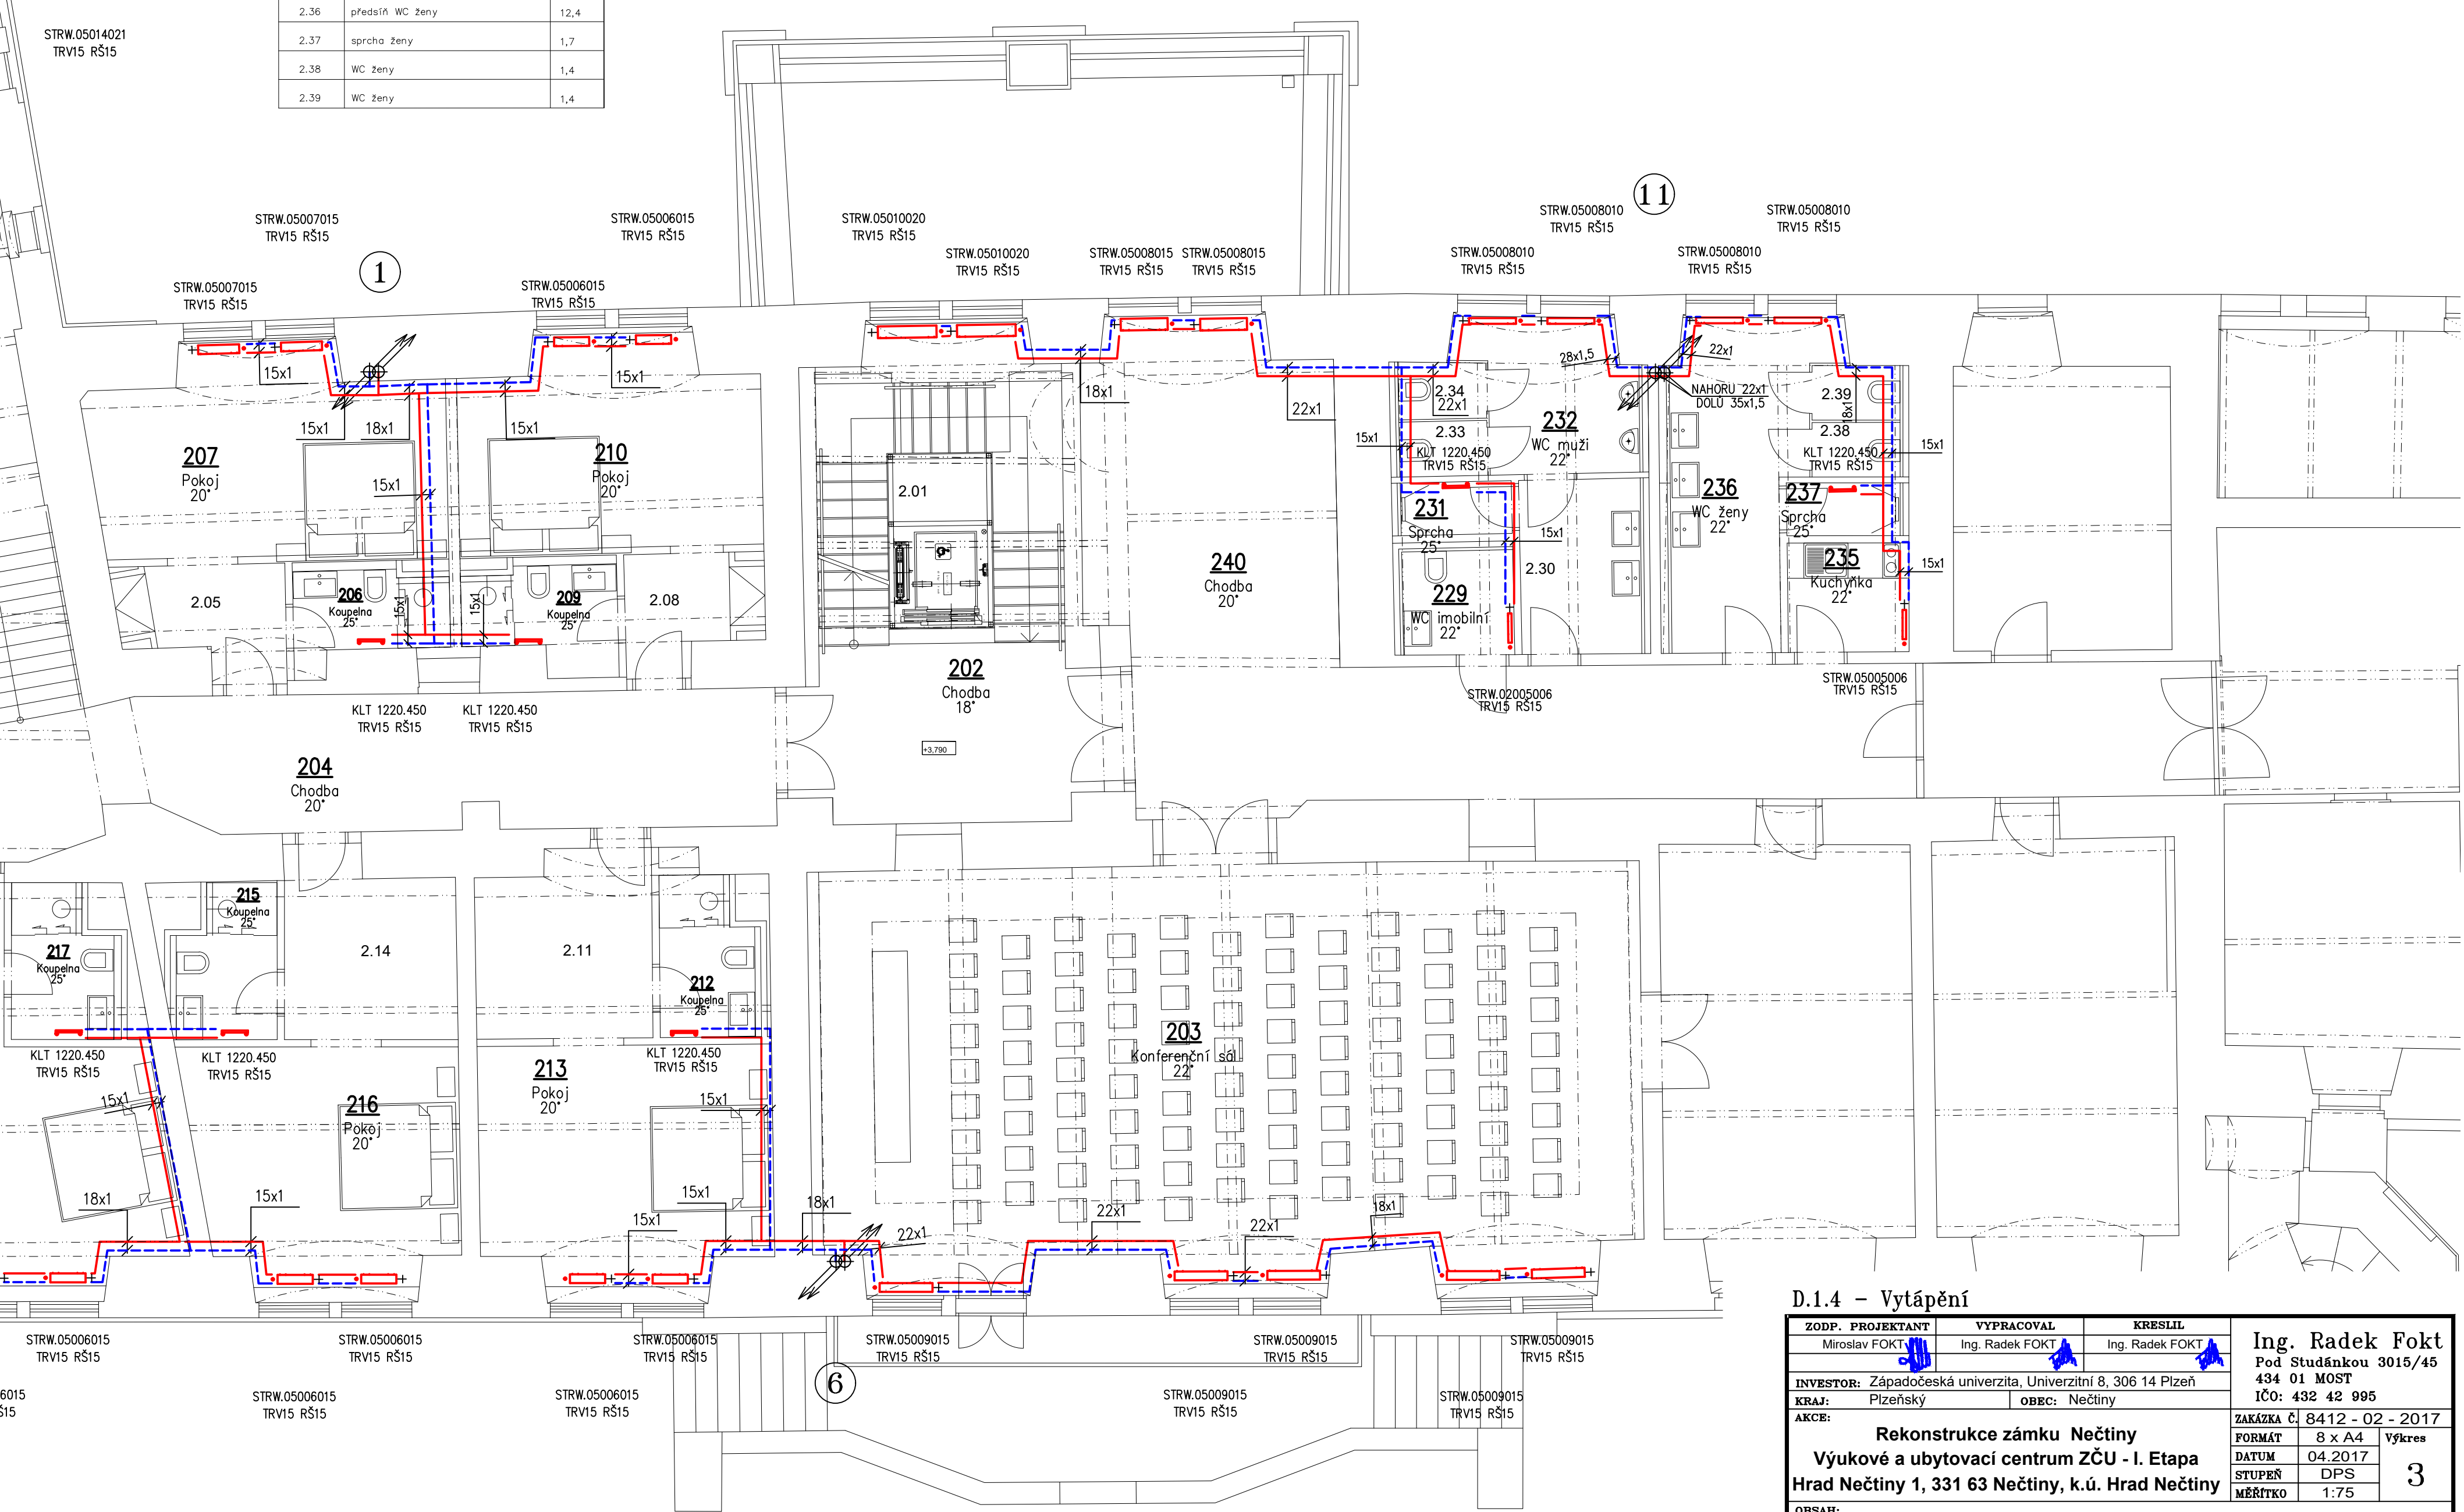 2.36 předsíň WC ženy 12,4
2.37 sprcha ženy 1,7
2.38 WC ženy 1,4
2.39 WC ženy 1,4
STRW.05014021
TRV15 RŠ15
STRW.05007015
TRV15 RŠ15
STRW.05006015
TRV15 RŠ15
STRW.05010020
TRV15 RŠ15
STRW.05008010
TRV15 RŠ15
11
STRW.05008010
TRV15 RŠ15
1
STRW.05007015
TRV15 RŠ15
STRW.05006015
TRV15 RŠ15
STRW.05010020
TRV15 RŠ15
STRW.05008015
TRV15 RŠ15
STRW.05008015
TRV15 RŠ15
STRW.05008010
TRV15 RŠ15
STRW.05008010
TRV15 RŠ15
15x1
15x1
28x1,5
22x1
18x1
22x1
22x1
NAHORU 22x1
DOLŮ 35x1,5
18x1
15x1
18x1
15x1
15x1
15x1
15x1
207
Pokoj
20°
210
Pokoj
20°
2.01
2.34
2.33
KLT 1220.450
TRV15 RŠ15
232
WC muži
22°
2.39
2.38
KLT 1220.450
TRV15 RŠ15
236
WC ženy
22°
237
Sprcha
25°
231
Sprcha
25°
15x1
2.30
235
Kuchyňka
22°
15x1
229
WC imobilní
22°
240
Chodba
20°
2.05
206
Koupelna
25°
15x1
15x1
209
Koupelna
25°
2.08
202
Chodba
18°
+3,790
STRW.02005006
TRV15 RŠ15
STRW.05005006
TRV15 RŠ15
KLT 1220.450
TRV15 RŠ15
KLT 1220.450
TRV15 RŠ15
204
Chodba
20°
215
Koupelna
25°
217
Koupelna
25°
2.14
2.11
212
Koupelna
25°
203
Konferenční sál
22°
KLT 1220.450
TRV15 RŠ15
KLT 1220.450
TRV15 RŠ15
KLT 1220.450
TRV15 RŠ15
213
Pokoj
20°
216
Pokoj
20°
15x1
15x1
18x1
15x1
15x1
15x1
18x1
22x1
22x1
22x1
18x1
STRW.05006015
TRV15 RŠ15
STRW.05006015
TRV15 RŠ15
STRW.05006015
TRV15 RŠ15
STRW.05009015
TRV15 RŠ15
STRW.05009015
TRV15 RŠ15
STRW.05009015
TRV15 RŠ15
6
6015
Š15
STRW.05006015
TRV15 RŠ15
STRW.05006015
TRV15 RŠ15
STRW.05009015
TRV15 RŠ15
STRW.05009015
TRV15 RŠ15
D.1.4 - Vytápění
ZODP. PROJEKTANT VYPRACOVAL KRESLIL
Miroslav FOKT Ing. Radek FOKT Ing. Radek FOKT
Ing. Radek Fokt
Pod Studánkou 3015/45
434 01 MOST
IČO: 432 42 995
INVESTOR: Západočeská univerzita, Univerzitní 8, 306 14 Plzeň
KRAJ: Plzeňský OBEC: Nečtiny
AKCE:
Rekonstrukce zámku Nečtiny
Výukové a ubytovací centrum ZČU - I. Etapa
Hrad Nečtiny 1, 331 63 Nečtiny, k.ú. Hrad Nečtiny
ZAKÁZKA Č. 8412 - 02 - 2017
FORMÁT 8 x A4 Výkres
DATUM 04.2017
STUPEŇ DPS 3
MĚŘÍTKO 1:75
OBSAH: